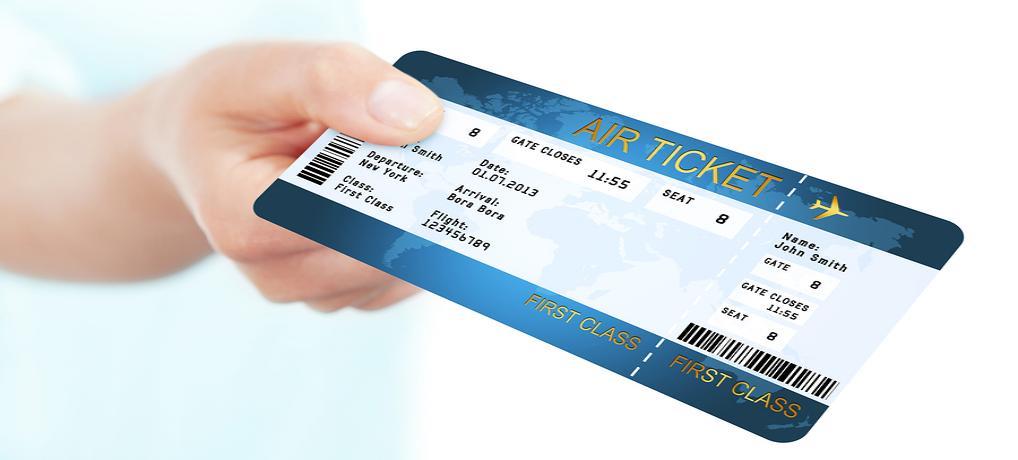 AIR TICKET
8
GATE CLOSES
11:55
SEAT
8
Smith
Date:
01.07.2013
Departure:
New York
Arrival:
Bora Bora
Class:
First Class
Flight:
123456789
FIRST CLASS
Name:
John Smith
GATE
8
GATE CLOSES
11:55
SEAT
8
FIRST CLASS